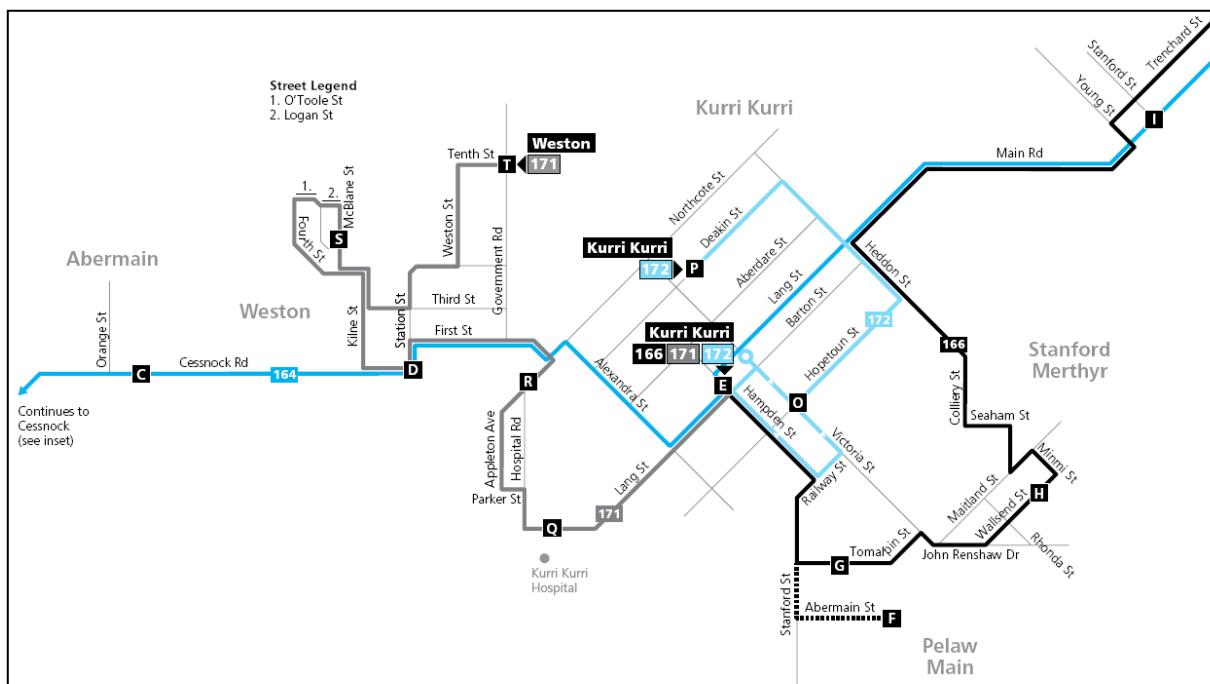 Street Legend
1. O'Toole St
2. Logan St
Trenchard St
Stanford St
Young St
I
Main Rd
Kurri Kurri
Weston
171
T
Tenth St
1.
2.
McBlane St
Fourth St
S
Weston St
Government Rd
Northcote St
Deakin St
Kurri Kurri
172
P
Aberdare St
Lang St
Barton St
Heddon St
Abermain
Weston
Orange St
Kline St
Station St
Third St
First St
Kurri Kurri
166
171
172
E
Hopetoun St
172
166
Stanford
Merthyr
C
Cessnock Rd
164
D
R
Alexandra St
Hampden St
O
Victoria St
Colliery St
Seaham St
Continues to
Cessnock
(see inset)
Appleton Ave
Hospital Rd
Parker St
Lang St
171
Q
Railway St
Minmi St
Maitland St
Wallsend St
H
Rhonda St
Kurri Kurri
Hospital
G
Tomalpin St
John Renshaw Dr
Stanford St
Abermain St
F
Pelaw
Main